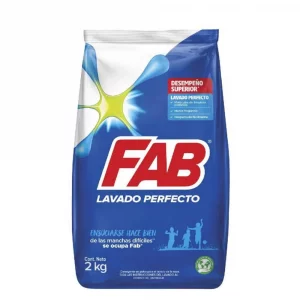 DESEMPEÑO
SUPERIOR*
LAVADO PERFECTO
FAB
LAVADO PERFECTO
ENSUCIARSE HACE BIEN
de las manchas difíciles*
se ocupa Fab*
Cont. Neto
2 kg